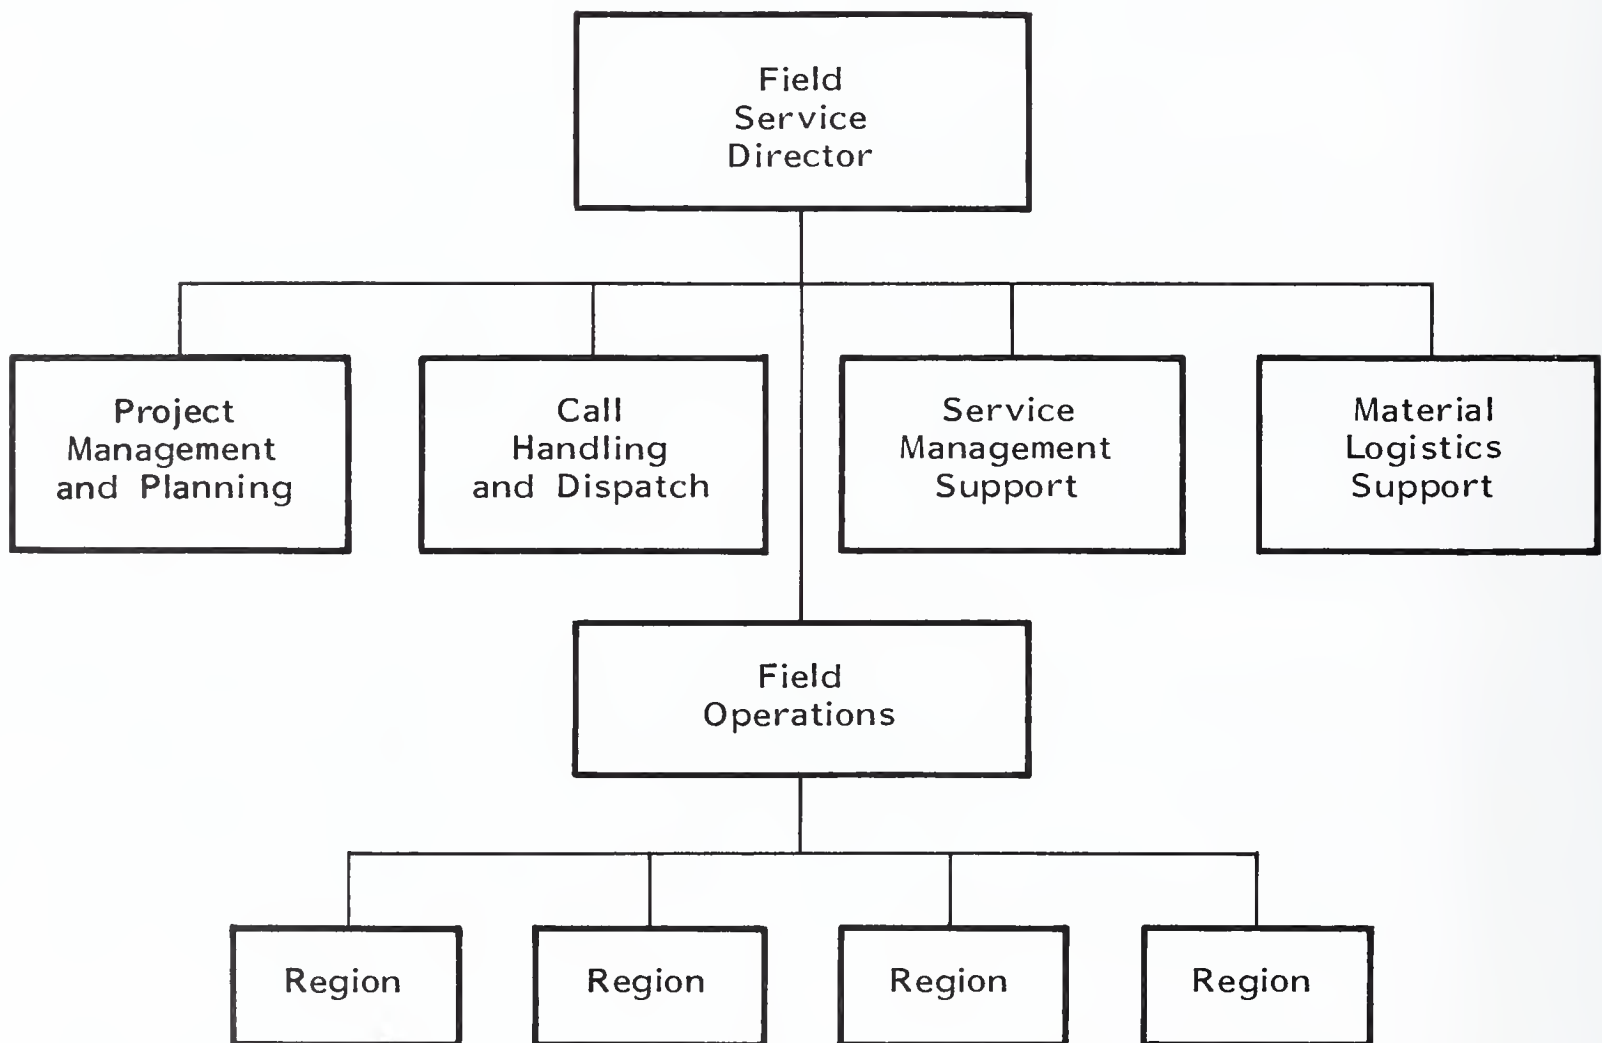 Field
Service
Director
Project
Management
and Planning
Call
Handling
and Dispatch
Service
Management
Support
Material
Logistics
Support
Field
Operations
Region
Region
Region
Region